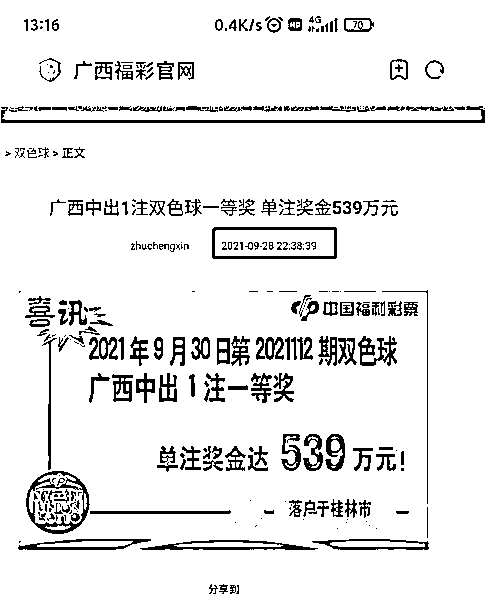 13:16 0.4K/s HD 4G 70
广西福彩官网
> 双色球 > 正文
广西中出1注双色球一等奖 单注奖金539万元
zhuchengxin 2021-09-28 22:38:39
喜讯
中国福利彩票
2021年9月30日第2021112期双色球
广西中出1注一等奖
单注奖金达539万元!
落户于桂林市
分享到